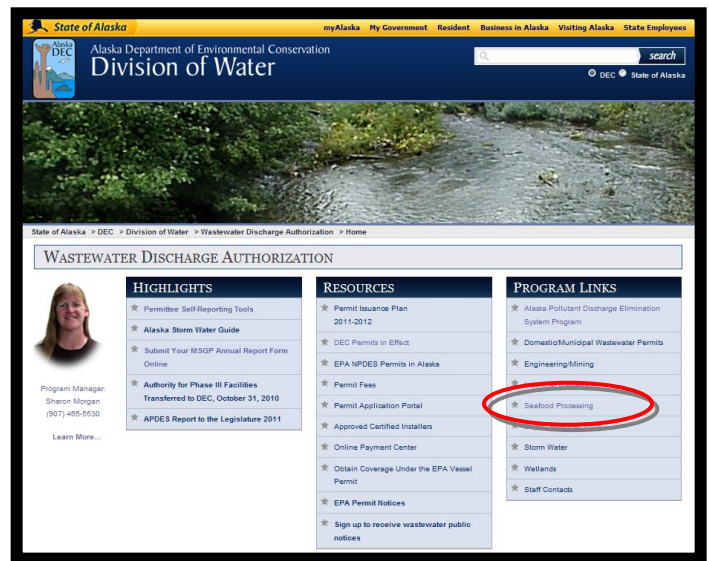 State of Alaska
myAlaska My Government Resident Business in Alaska Visiting Alaska State Employees
Alaska
DEC
Alaska Department of Environmental Conservation
Division of Water
search
DEC State of Alaska
State of Alaska > DEC > Division of Water > Wastewater Discharge Authorization > Home
WASTEWATER DISCHARGE AUTHORIZATION
Program Manager:
Sharon Morgan
(907) 465-5530
Learn More...
HIGHLIGHTS
Permittee Self-Reporting Tools
Alaska Storm Water Guide
Submit Your MSGP Annual Report Form
Online
Authority for Phase III Facilities
Transferred to DEC, October 31, 2010
APDES Report to the Legislature 2011
RESOURCES
Permit Issuance Plan
2011-2012
DEC Permits in Effect
EPA NPDES Permits in Alaska
Permit Fees
Permit Application Portal
Approved Certified Installers
Online Payment Center
Obtain Coverage Under the EPA Vessel
Permit
EPA Permit Notices
Sign up to receive wastewater public
notices
PROGRAM LINKS
Alaska Pollutant Discharge Elimination
System Program
Domestic/Municipal Wastewater Permits
Engineering/Mining
Seafood Processing
Storm Water
Wetlands
Staff Contacts